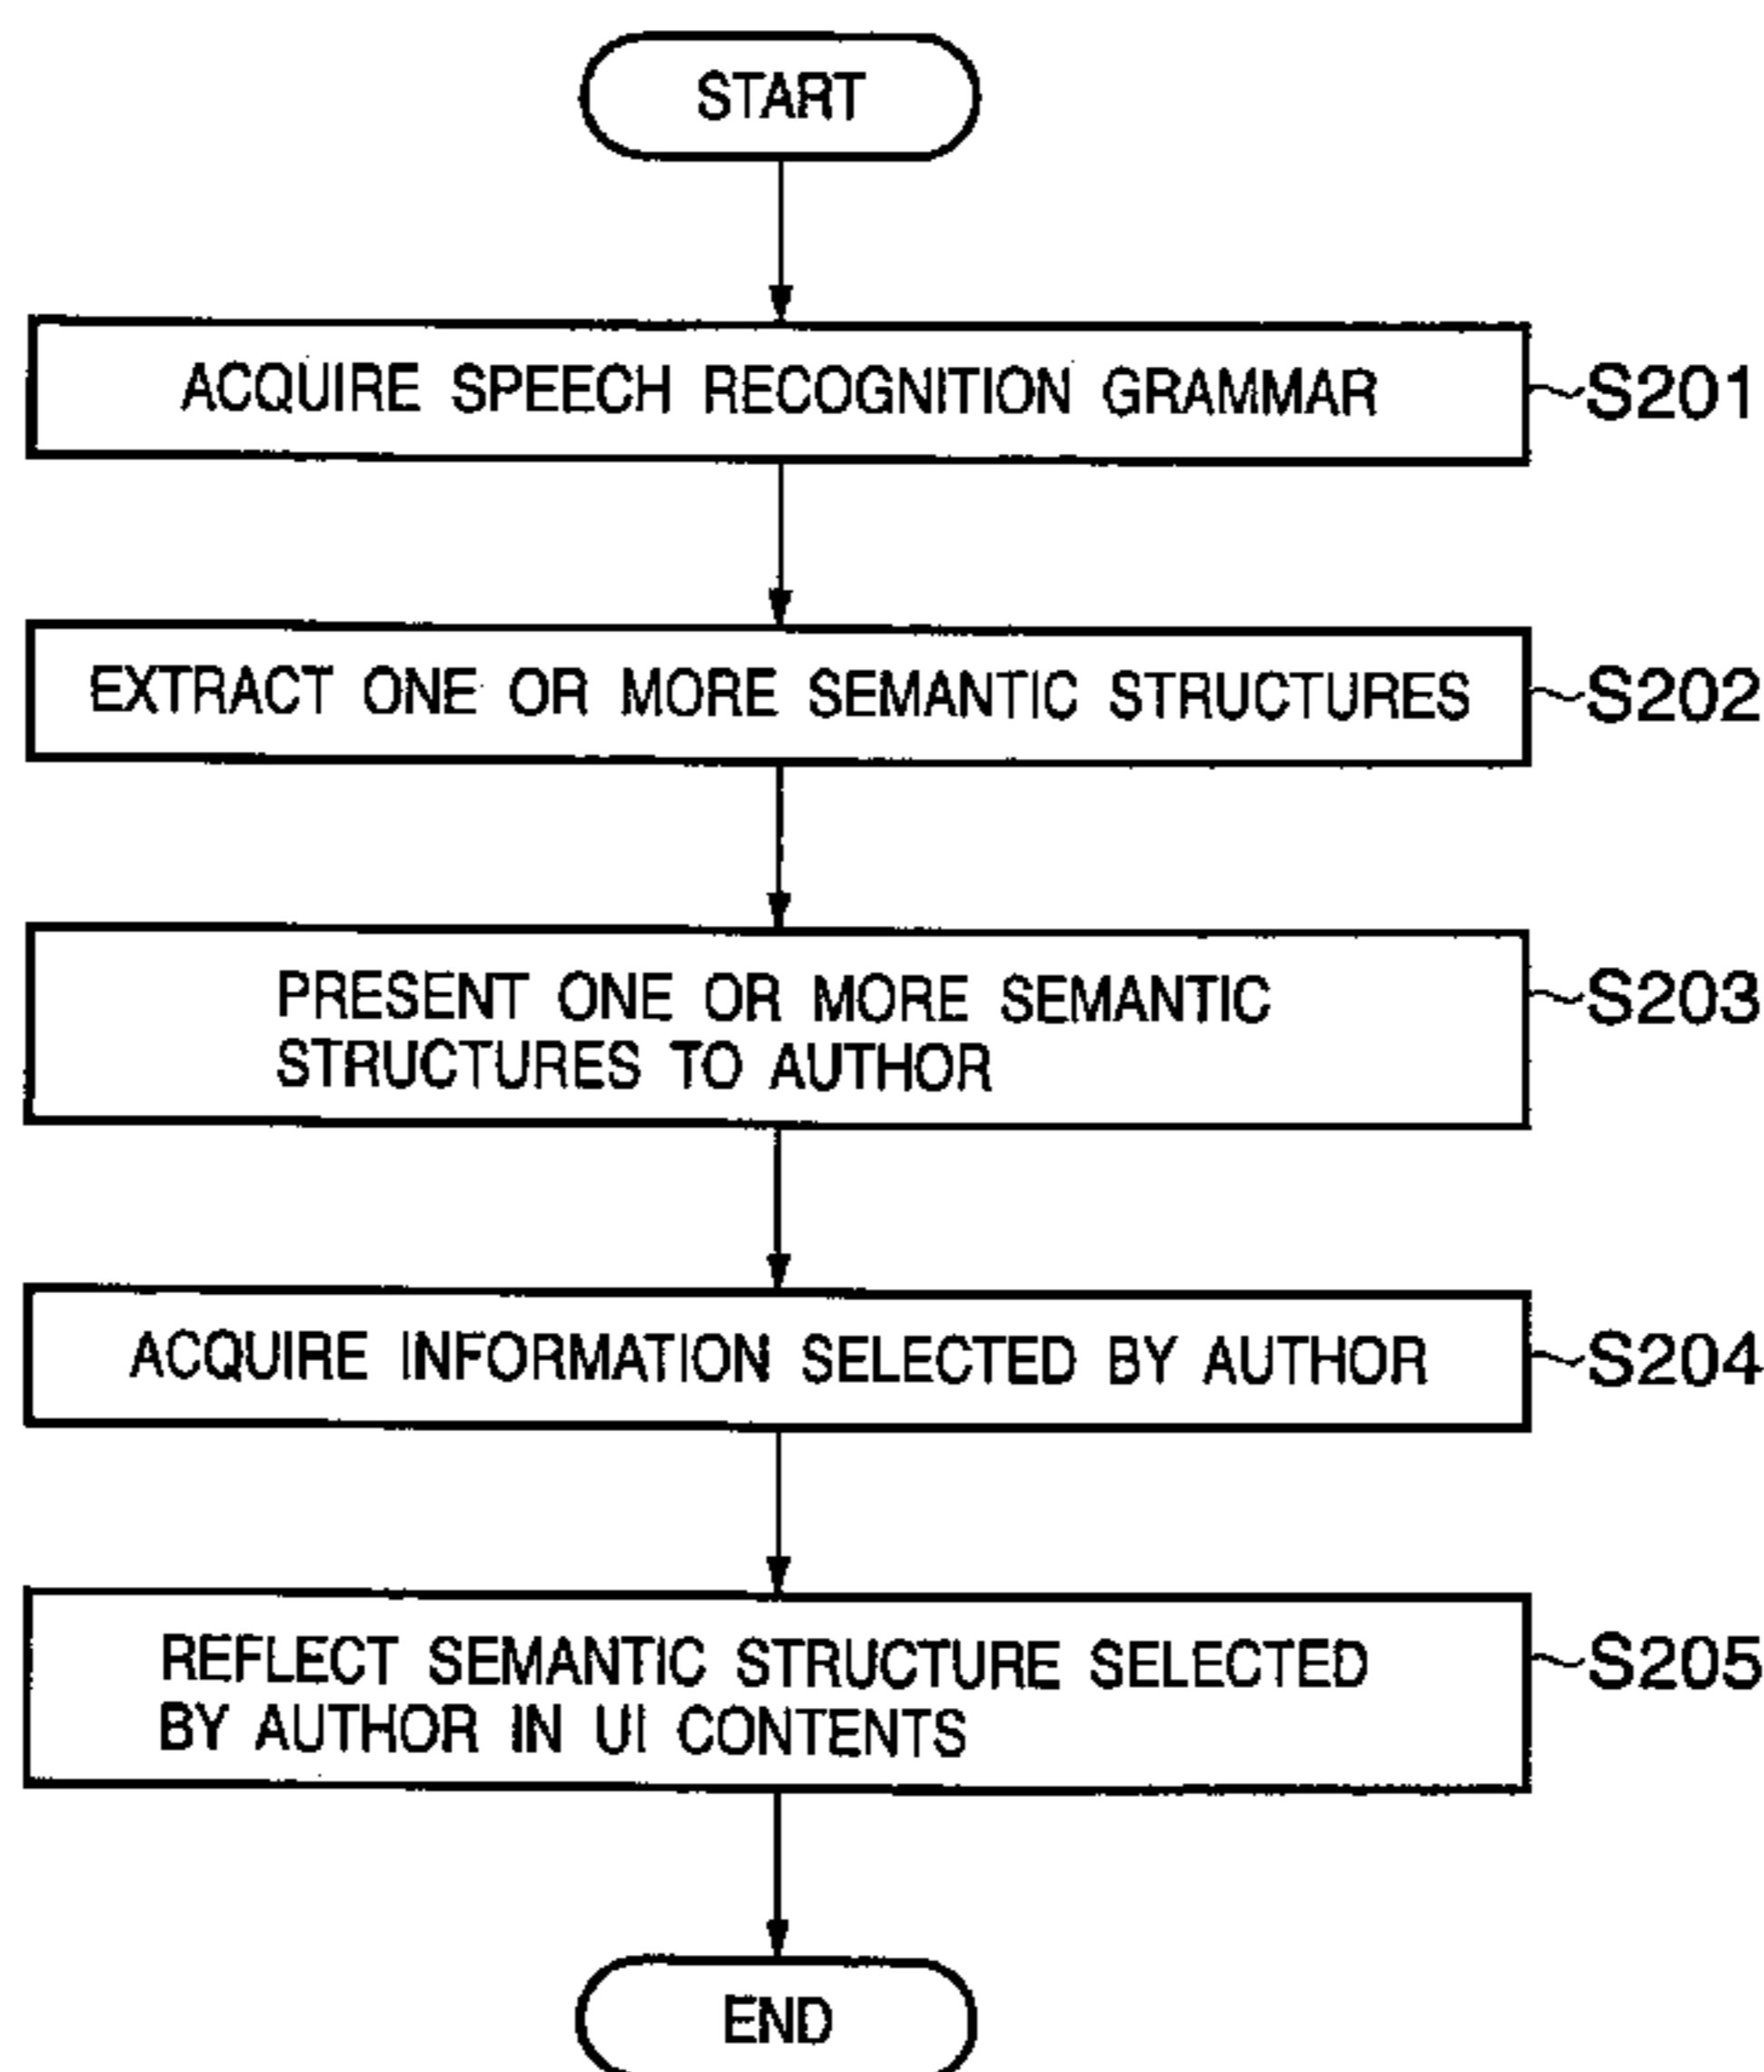 START
ACQUIRE SPEECH RECOGNITION GRAMMAR
S201
EXTRACT ONE OR MORE SEMANTIC STRUCTURES
S202
PRESENT ONE OR MORE SEMANTIC
STRUCTURES TO AUTHOR
S203
ACQUIRE INFORMATION SELECTED BY AUTHOR
S204
REFLECT SEMANTIC STRUCTURE SELECTED
BY AUTHOR IN UI CONTENTS
S205
END